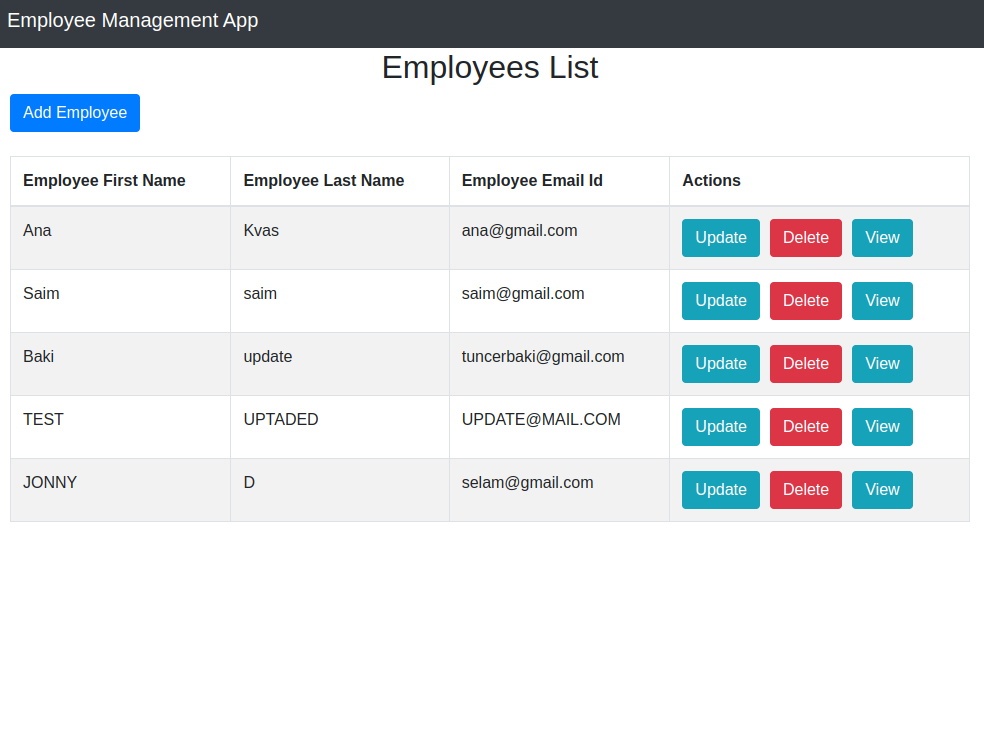 Employee Management App
Employees List
Add Employee
Employee First Name Employee Last Name Employee Email Id Actions
Ana Kvas ana@gmail.com Update Delete View
Saim saim saim@gmail.com Update Delete View
Baki update tuncerbaki@gmail.com Update Delete View
TEST UPTADED UPDATE@MAIL.COM Update Delete View
JONNY D selam@gmail.com Update Delete View